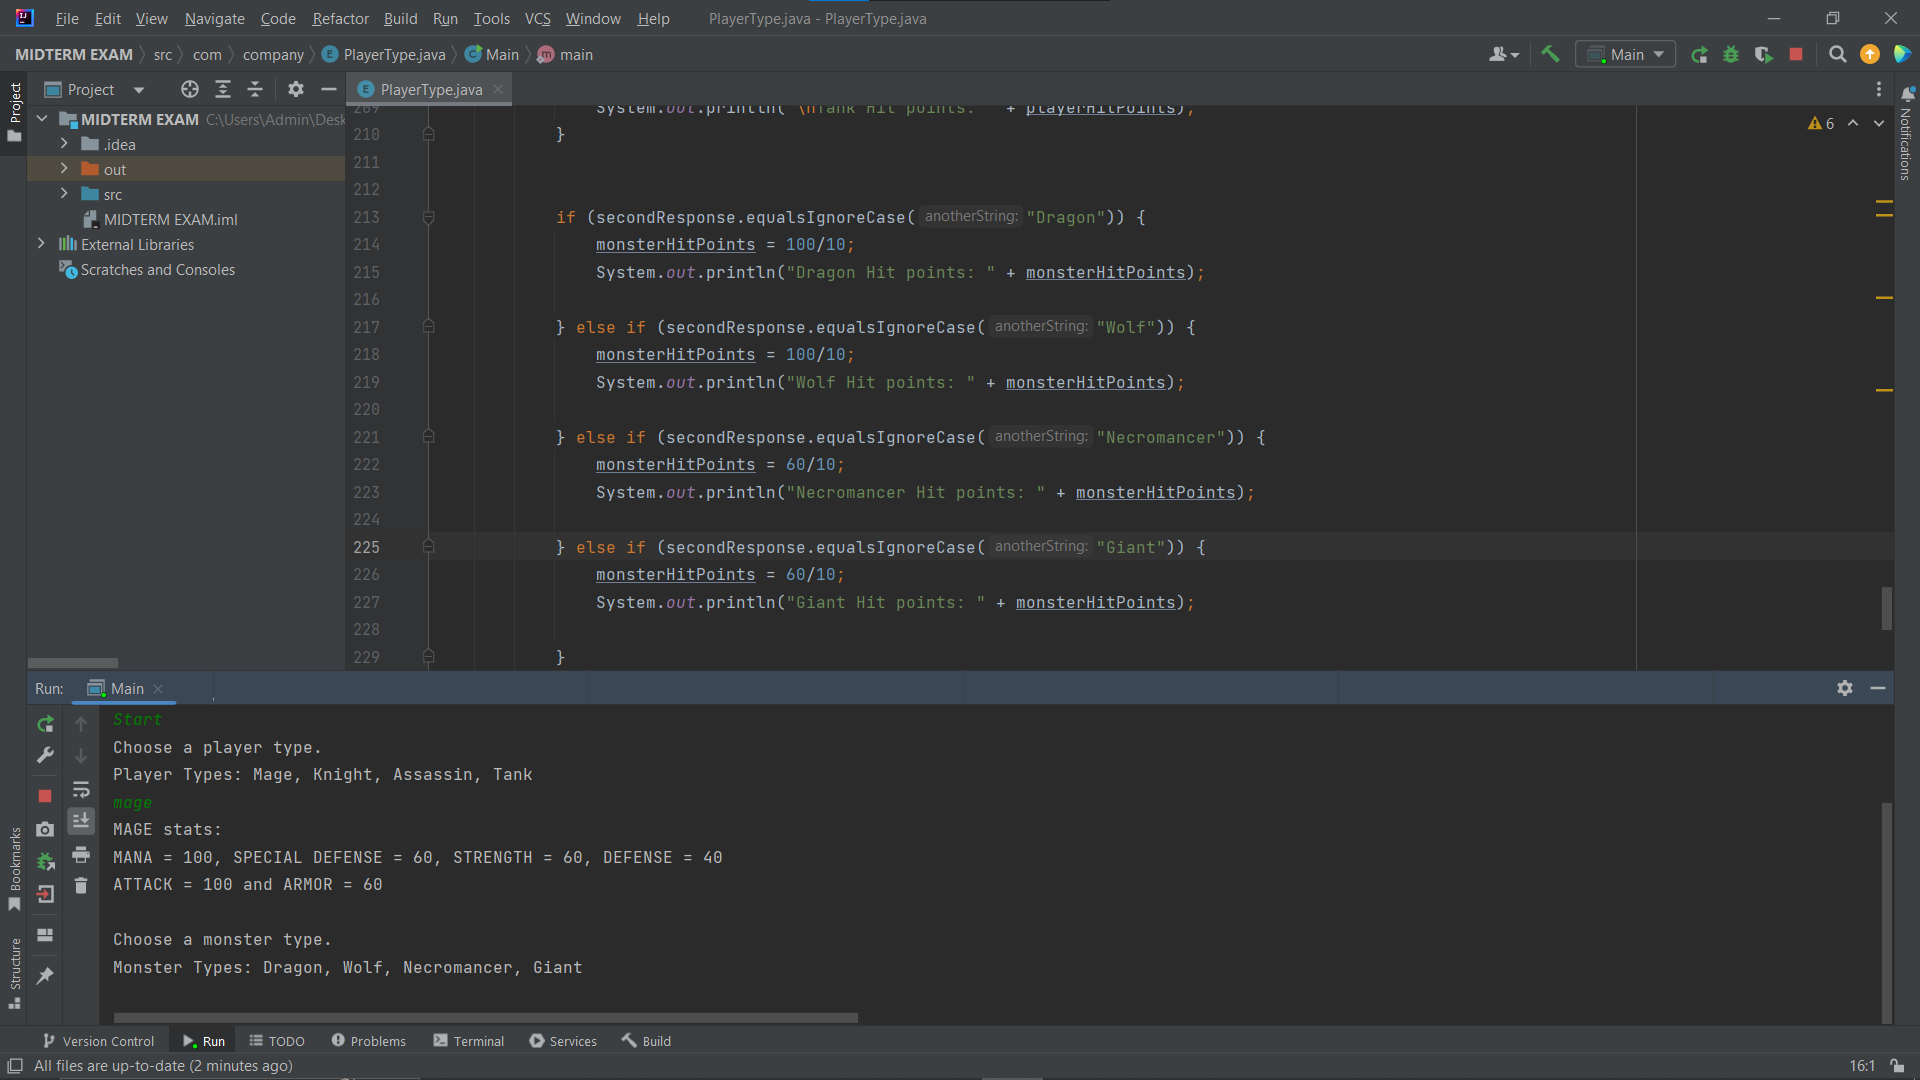 File Edit View Navigate Code Refactor Build Run Tools VCS Window Help PlayerType.java - PlayerType.java
MIDTERM EXAM src com company PlayerType.java Main main
Main
Project
Project
PlayerType.java
MIDTERM EXAM C:\Users\Admin\Desk
.idea
out
src
MIDTERM EXAM.iml
External Libraries
Scratches and Consoles
6
Notifications
209 System.out.println("\nTank Hit points: " + playerHitPoints);
210 }
211
212
213 if (secondResponse.equalsIgnoreCase( anotherString: "Dragon")) {
214 monsterHitPoints = 100/10;
215 System.out.println("Dragon Hit points: " + monsterHitPoints);
216
217 } else if (secondResponse.equalsIgnoreCase( anotherString: "Wolf")) {
218 monsterHitPoints = 100/10;
219 System.out.println("Wolf Hit points: " + monsterHitPoints);
220
221 } else if (secondResponse.equalsIgnoreCase( anotherString: "Necromancer")) {
222 monsterHitPoints = 60/10;
223 System.out.println("Necromancer Hit points: " + monsterHitPoints);
224
225 } else if (secondResponse.equalsIgnoreCase( anotherString: "Giant")) {
226 monsterHitPoints = 60/10;
227 System.out.println("Giant Hit points: " + monsterHitPoints);
228
229 }
Run: Main
Start
Choose a player type.
Player Types: Mage, Knight, Assassin, Tank
mage
MAGE stats:
MANA = 100, SPECIAL DEFENSE = 60, STRENGTH = 60, DEFENSE = 40
ATTACK = 100 and ARMOR = 60
Choose a monster type.
Monster Types: Dragon, Wolf, Necromancer, Giant
Bookmarks
Structure
Version Control Run TODO Problems Terminal Services Build
All files are up-to-date (2 minutes ago) 16:1